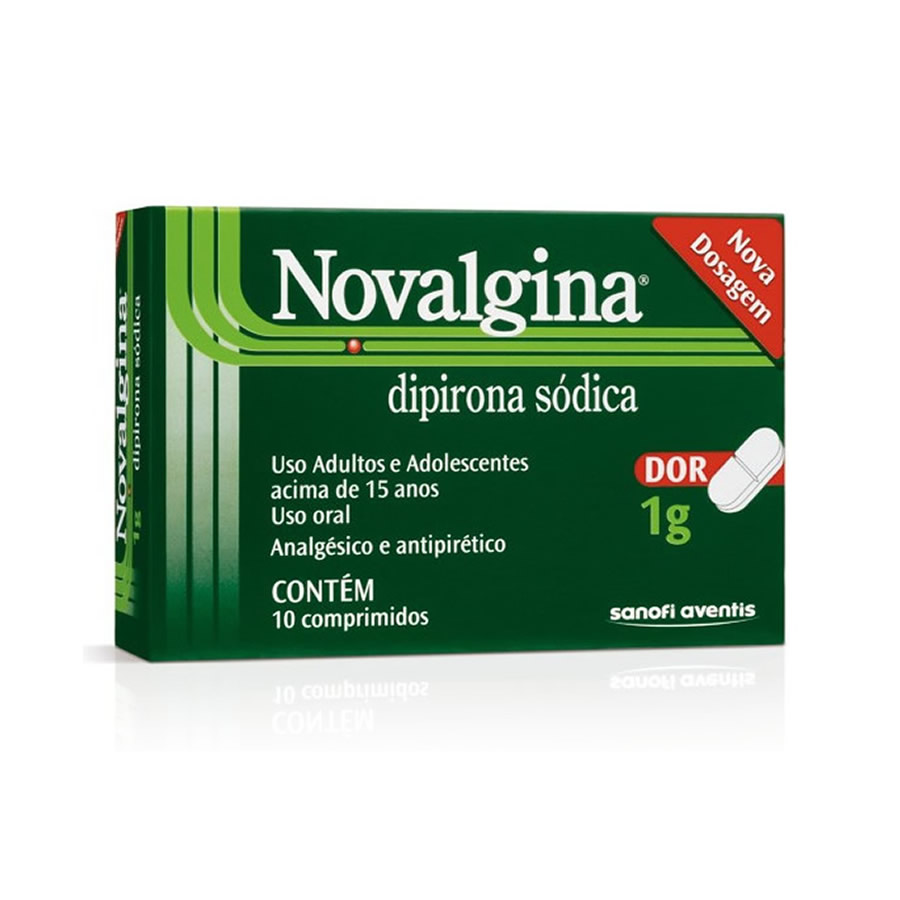 Novalgina®
Nova
Dosagem
dipirona sódica
Uso Adultos e Adolescentes
acima de 15 anos
Uso oral
Analgésico e antipirético
CONTÉM
10 comprimidos
DOR
1g
sanofi aventis
Novalgina
dipirona sódica
1g